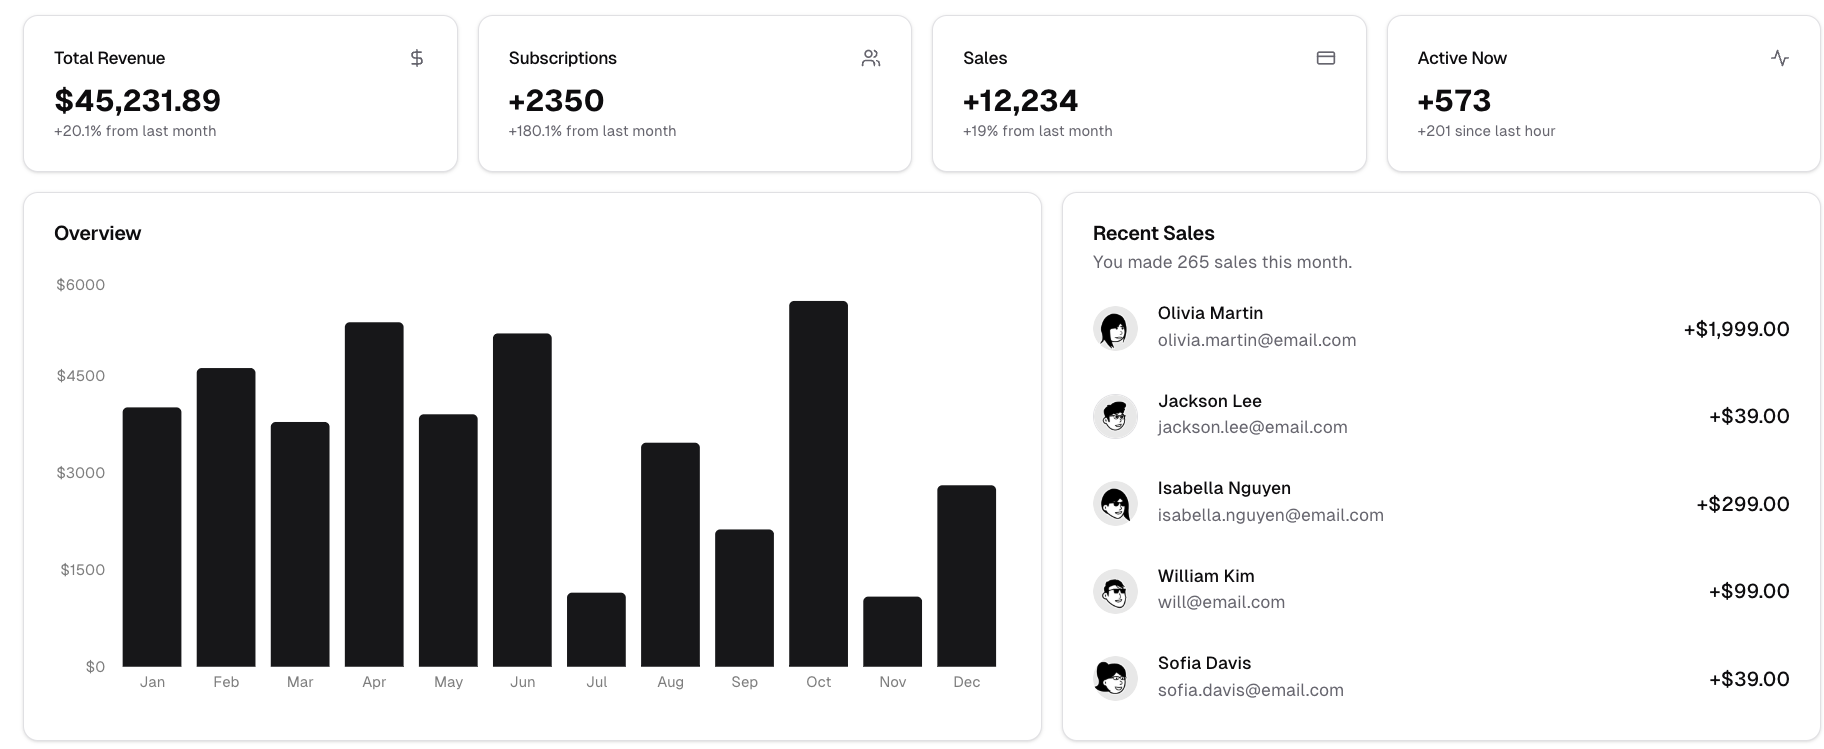 Total Revenue
$45,231.89
+20.1% from last month
Subscriptions
+2350
+180.1% from last month
Sales
+12,234
+19% from last month
Active Now
+573
+201 since last hour
Overview
$6000
$4500
$3000
$1500
$0
Jan Feb Mar Apr May Jun Jul Aug Sep Oct Nov Dec
Recent Sales
You made 265 sales this month.
Olivia Martin
olivia.martin@email.com
+$1,999.00
Jackson Lee
jackson.lee@email.com
+$39.00
Isabella Nguyen
isabella.nguyen@email.com
+$299.00
William Kim
will@email.com
+$99.00
Sofia Davis
sofia.davis@email.com
+$39.00